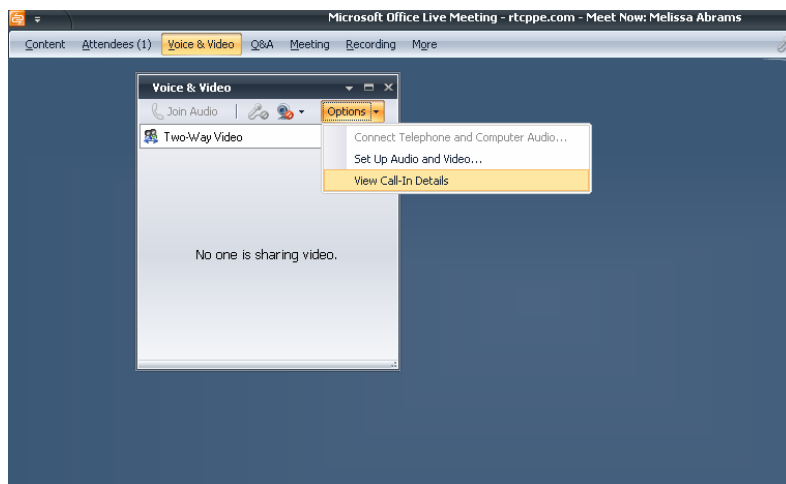 Microsoft Office Live Meeting - rtcppe.com - Meet Now: Melissa Abrams
Content Attendees (1) Voice & Video Q&A Meeting Recording More
Voice & Video
Join Audio Options
Two-Way Video
Connect Telephone and Computer Audio...
Set Up Audio and Video...
View Call-In Details
No one is sharing video.